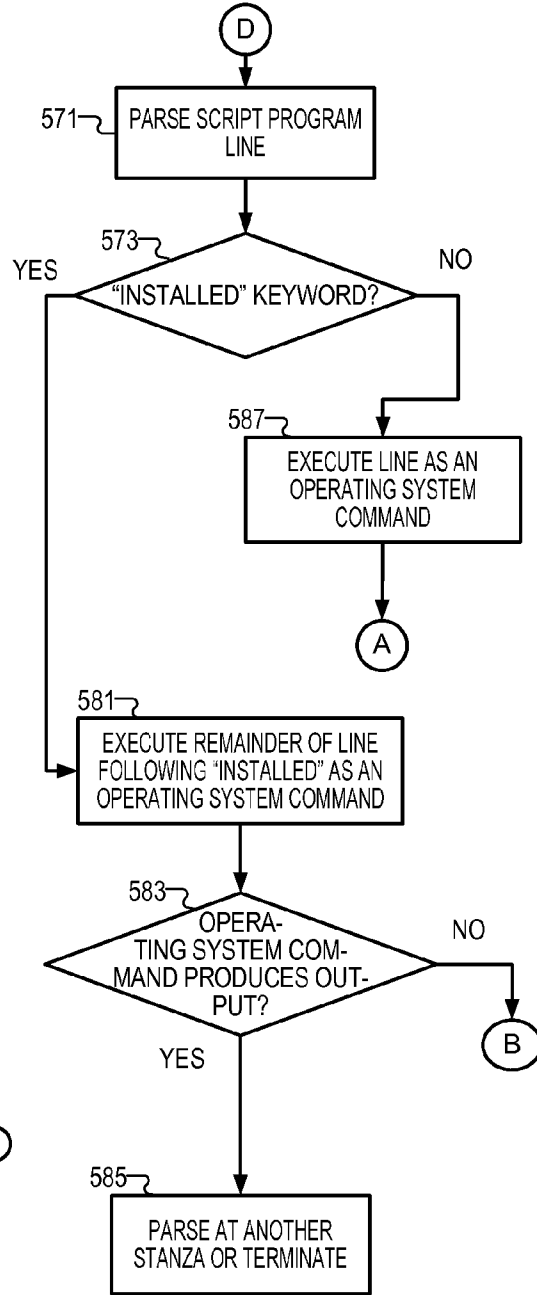 D
571
PARSE SCRIPT PROGRAM
LINE
573
YES
NO
"INSTALLED" KEYWORD?
587
EXECUTE LINE AS AN
OPERATING SYSTEM
COMMAND
A
581
EXECUTE REMAINDER OF LINE
FOLLOWING "INSTALLED" AS AN
OPERATING SYSTEM COMMAND
583
OPERA-
TING SYSTEM COM-
MAND PRODUCES OUT-
PUT?
NO
B
YES
585
PARSE AT ANOTHER
STANZA OR TERMINATE